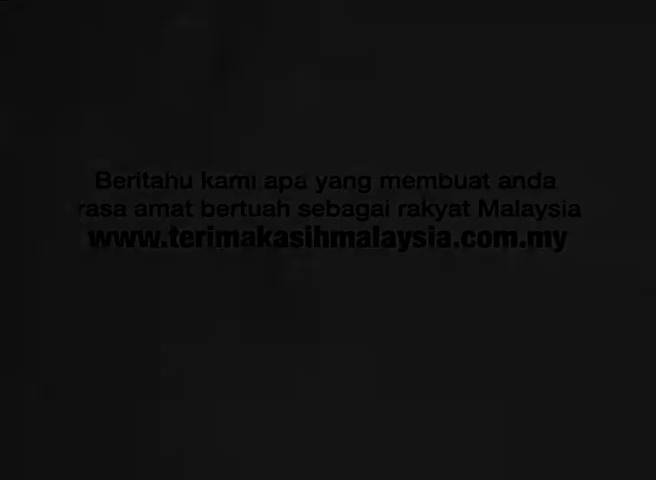 Beritahu kami apa yang membuat anda
rasa amat bertuah sebagai rakyat Malaysia
www.terimakasihmalaysia.com.my